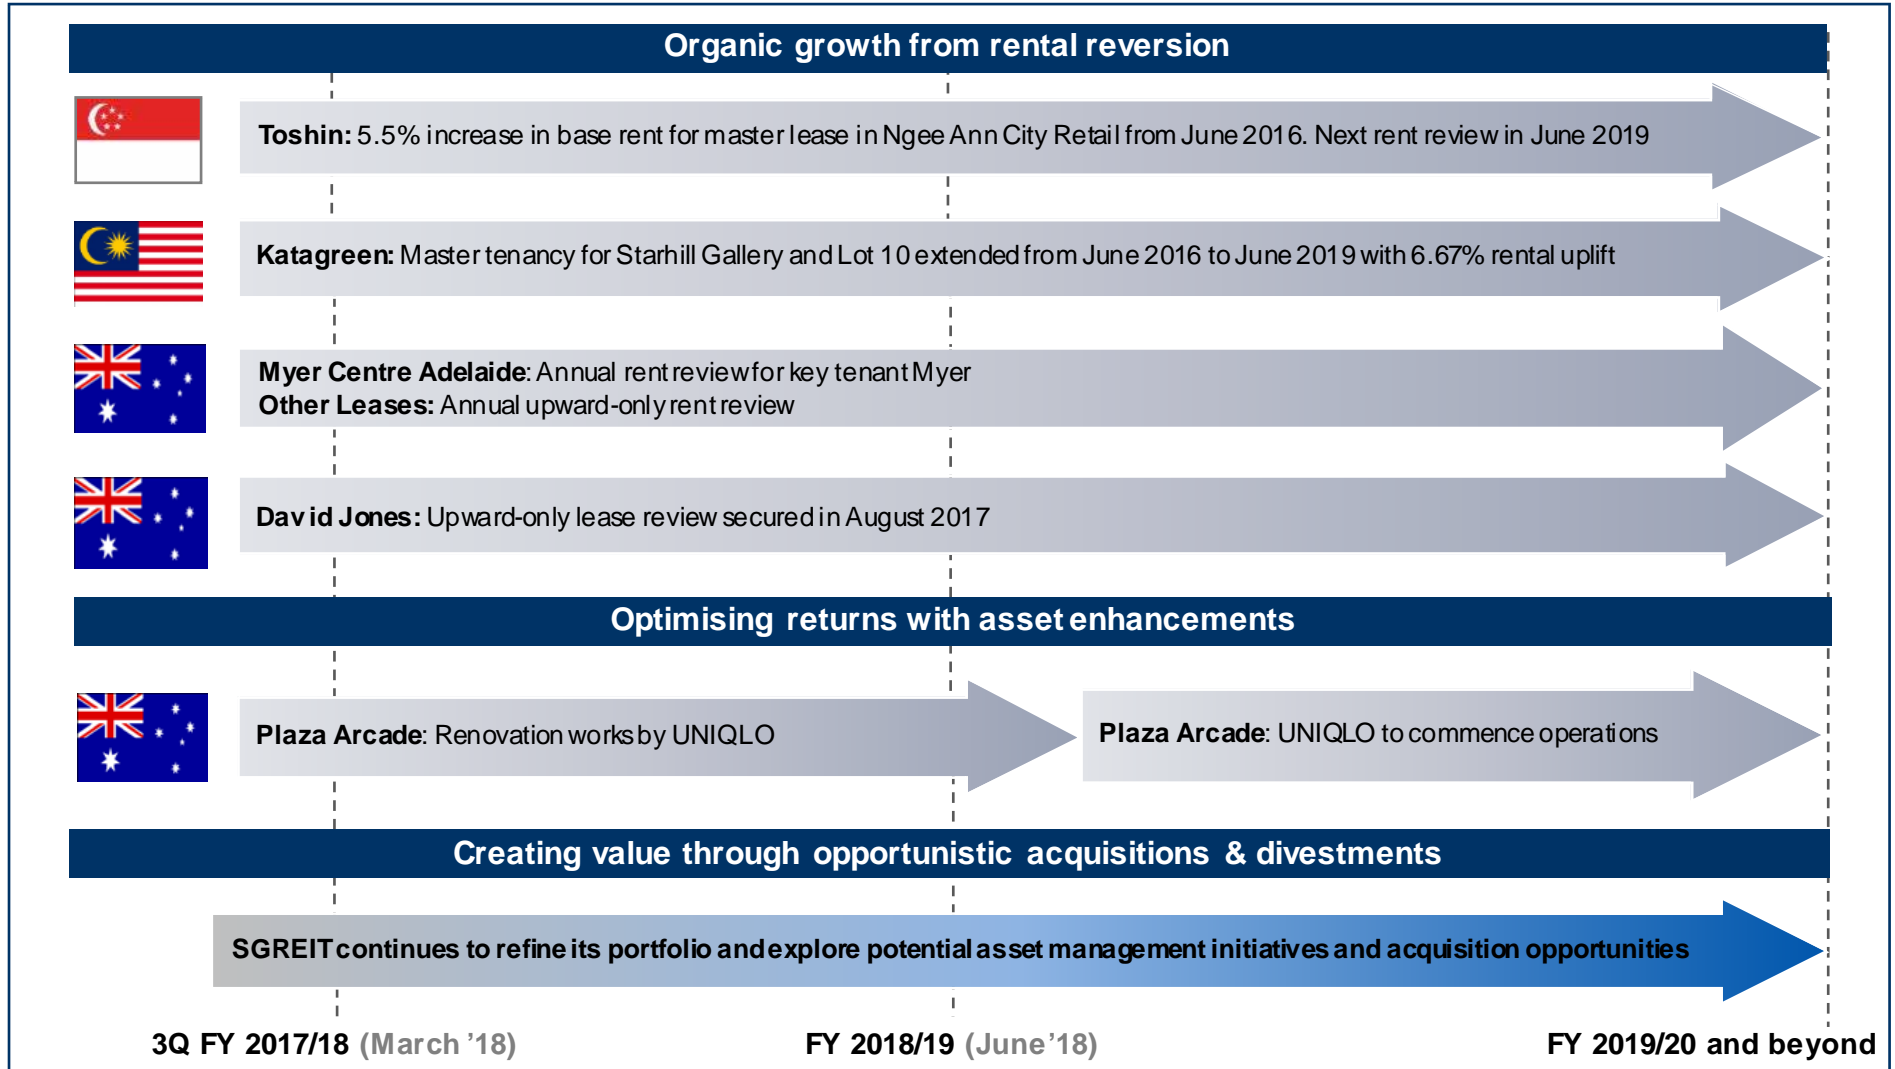 Organic growth from rental reversion
Toshin: 5.5% increase in base rent for master lease in Ngee Ann City Retail from June 2016. Next rent review in June 2019
Katagreen: Master tenancy for Starhill Gallery and Lot 10 extended from June 2016 to June 2019 with 6.67% rental uplift
Myer Centre Adelaide: Annual rent review for key tenant Myer
Other Leases: Annual upward-only rent review
David Jones: Upward-only lease review secured in August 2017
Optimising returns with asset enhancements
Plaza Arcade: Renovation works by UNIQLO
Plaza Arcade: UNIQLO to commence operations
Creating value through opportunistic acquisitions & divestments
SGREIT continues to refine its portfolio and explore potential asset management initiatives and acquisition opportunities
3Q FY 2017/18 (March ’18)
FY 2018/19 (June’18)
FY 2019/20 and beyond